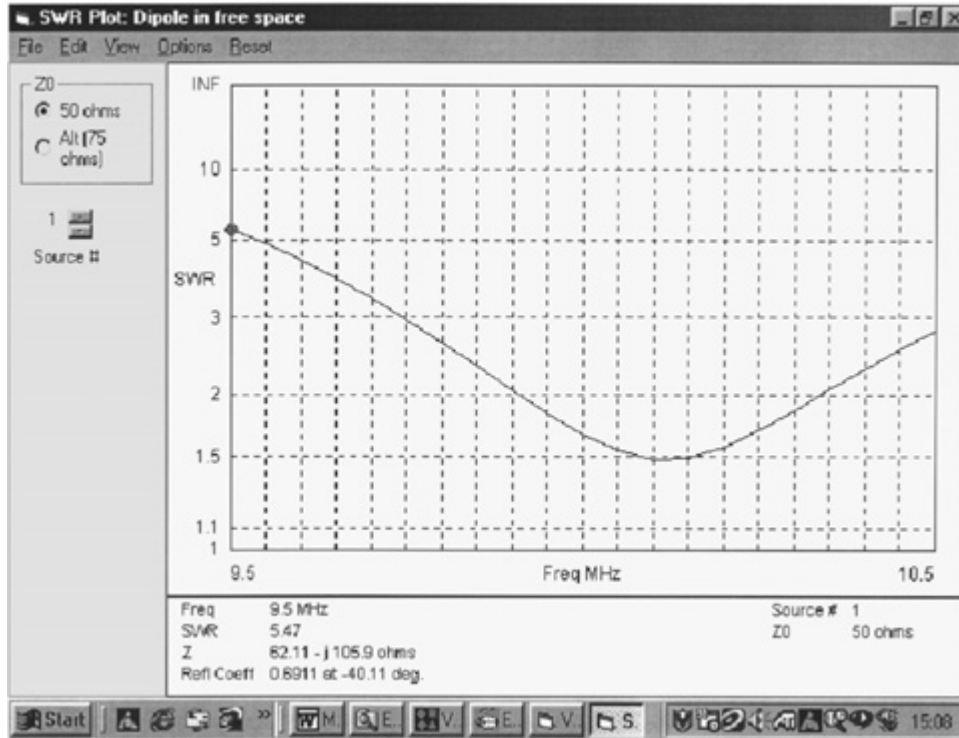 SWR Plot: Dipole in free space
File Edit View Options Reset
Z0
50 ohms
Alt (75
ohms)
1
Source #
INF
10
5
SWR
3
2
1.5
1.1
1
9.5
Freq MHz
10.5
Freq 9.5 MHz
SWR 5.47
Z 62.11 - j 105.9 ohms
Refl Coeff 0.6911 at -40.11 deg.
Source # 1
Z0 50 ohms
Start
»
M.
E..
V..
E..
V..
S.
15:08